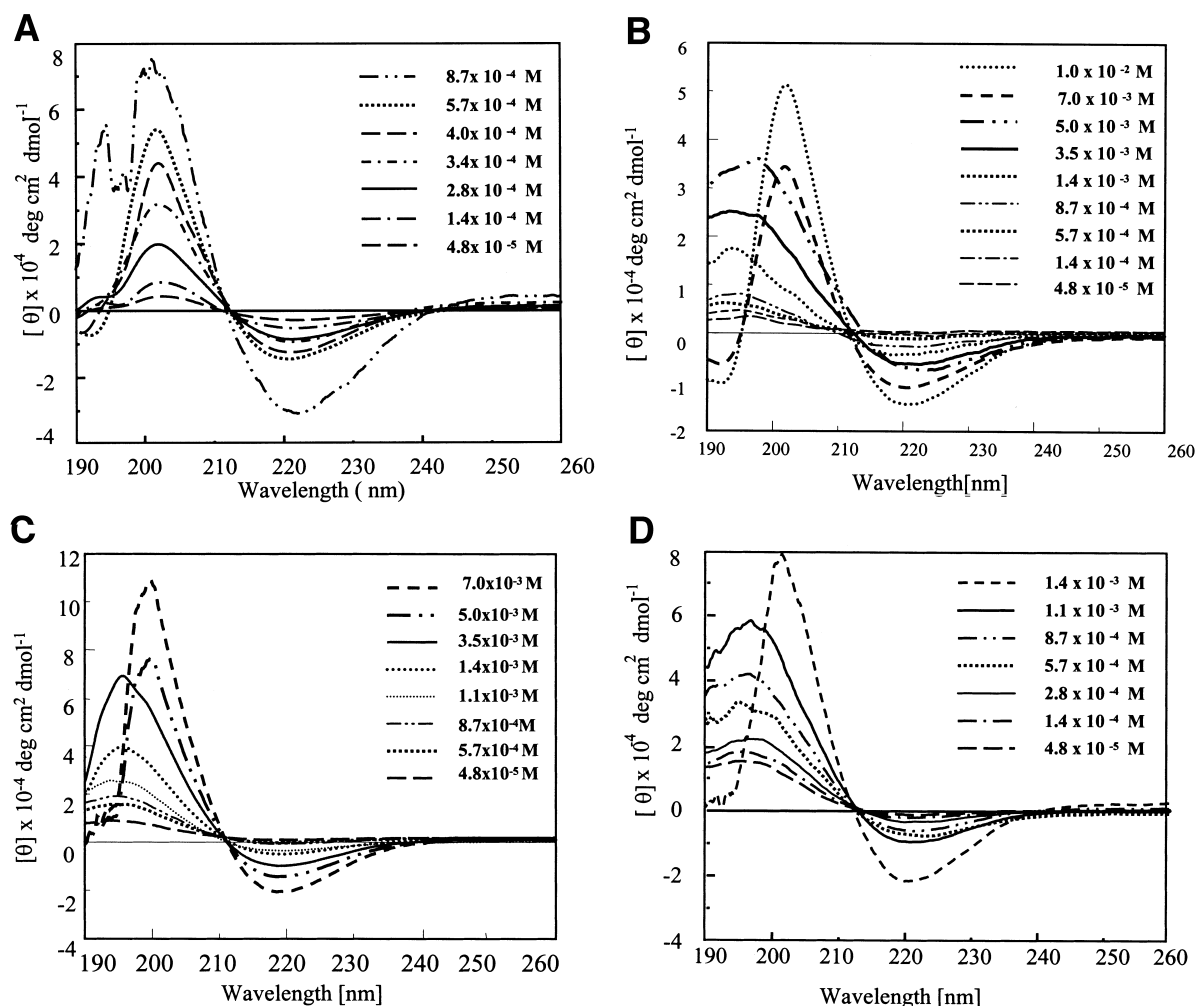 A
8
6
4
2
0
-2
-4
[ θ] x 10⁴ deg cm² dmol⁻¹
8.7x 10 ⁻⁴ M
5.7x 10 ⁻⁴ M
4.0x 10 ⁻⁴ M
3.4x 10 ⁻⁴ M
2.8x 10 ⁻⁴ M
1.4x 10 ⁻⁴ M
4.8x 10 ⁻⁵ M
190 200 210 220 230 240 250 260
Wavelength ( nm)
B
6
5
4
3
2
1
0
-1
-2
[ θ] x 10⁻⁴ deg cm² dmol⁻¹
1.0 x 10 ⁻² M
7.0 x 10 ⁻³ M
5.0 x 10 ⁻³ M
3.5 x 10 ⁻³ M
1.4 x 10 ⁻³ M
8.7 x 10 ⁻⁴ M
5.7 x 10 ⁻⁴ M
1.4 x 10 ⁻⁴ M
4.8 x 10 ⁻⁵ M
190 200 210 220 230 240 250 260
Wavelength[nm]
C
12
10
8
6
4
2
0
-2
-4
[θ] x 10⁻⁴ deg cm² dmol⁻¹
7.0x10⁻³ M
5.0x10⁻³ M
3.5x10⁻³ M
1.4x10⁻³ M
1.1x10⁻³ M
8.7x10⁻⁴M
5.7x10⁻⁴ M
4.8x10⁻⁵ M
190 200 210 220 230 240 250 260
Wavelength [nm]
D
8
6
4
2
0
-2
-4
[ θ] x 10⁴ deg cm² dmol⁻¹
1.4 x 10 ⁻³ M
1.1 x 10 ⁻³ M
8.7 x 10 ⁻⁴ M
5.7 x 10 ⁻⁴ M
2.8 x 10 ⁻⁴ M
1.4 x 10 ⁻⁴ M
4.8 x 10 ⁻⁵ M
190 200 210 220 230 240 250 260
Wavelength [nm]